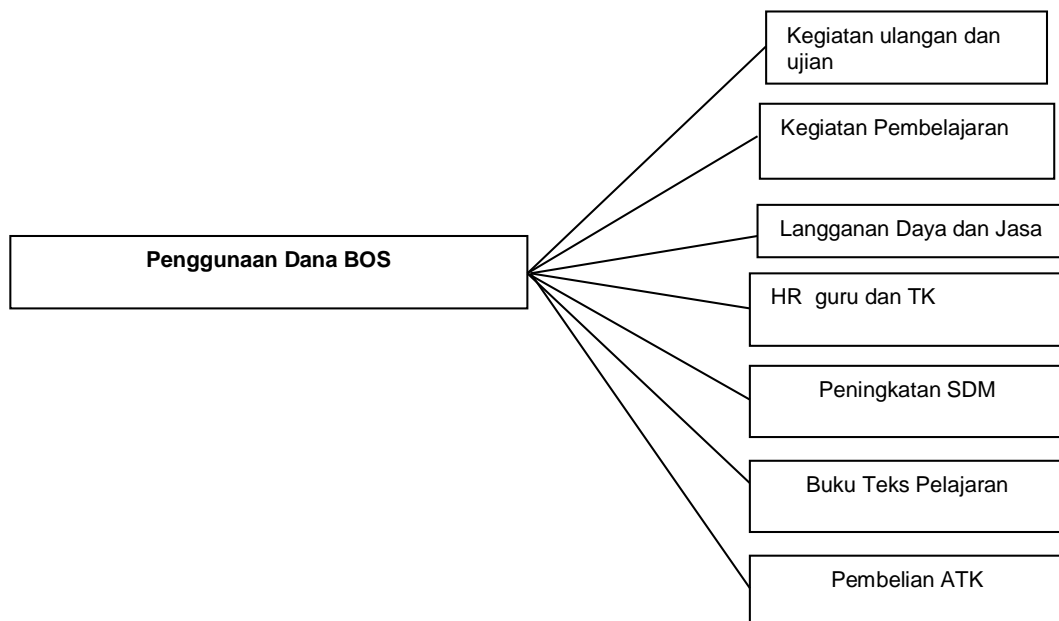 Kegiatan ulangan dan
ujian
Kegiatan Pembelajaran
Langganan Daya dan Jasa
Penggunaan Dana BOS
HR guru dan TK
Peningkatan SDM
Buku Teks Pelajaran
Pembelian ATK